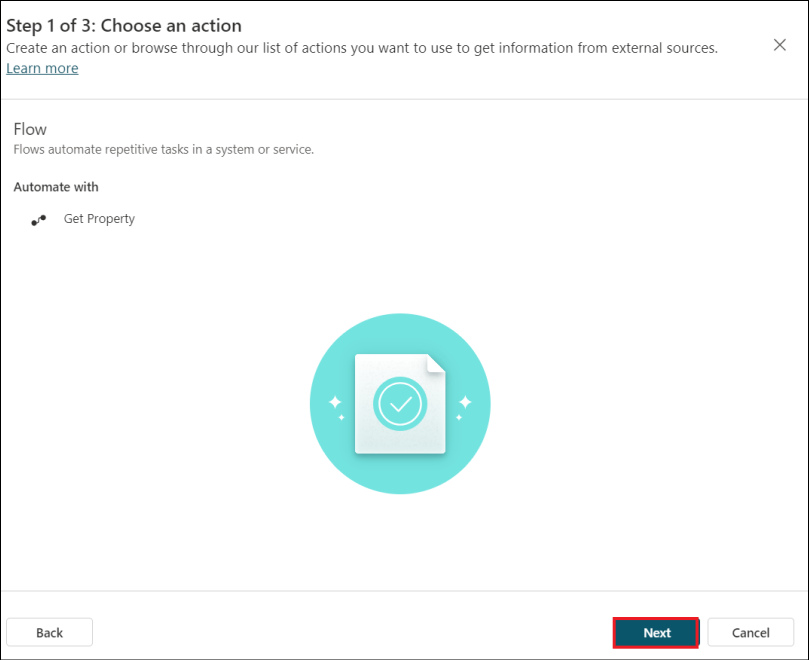 Step 1 of 3: Choose an action
Create an action or browse through our list of actions you want to use to get information from external sources.
Learn more
Flow
Flows automate repetitive tasks in a system or service.
Automate with
Get Property
Back
Next
Cancel